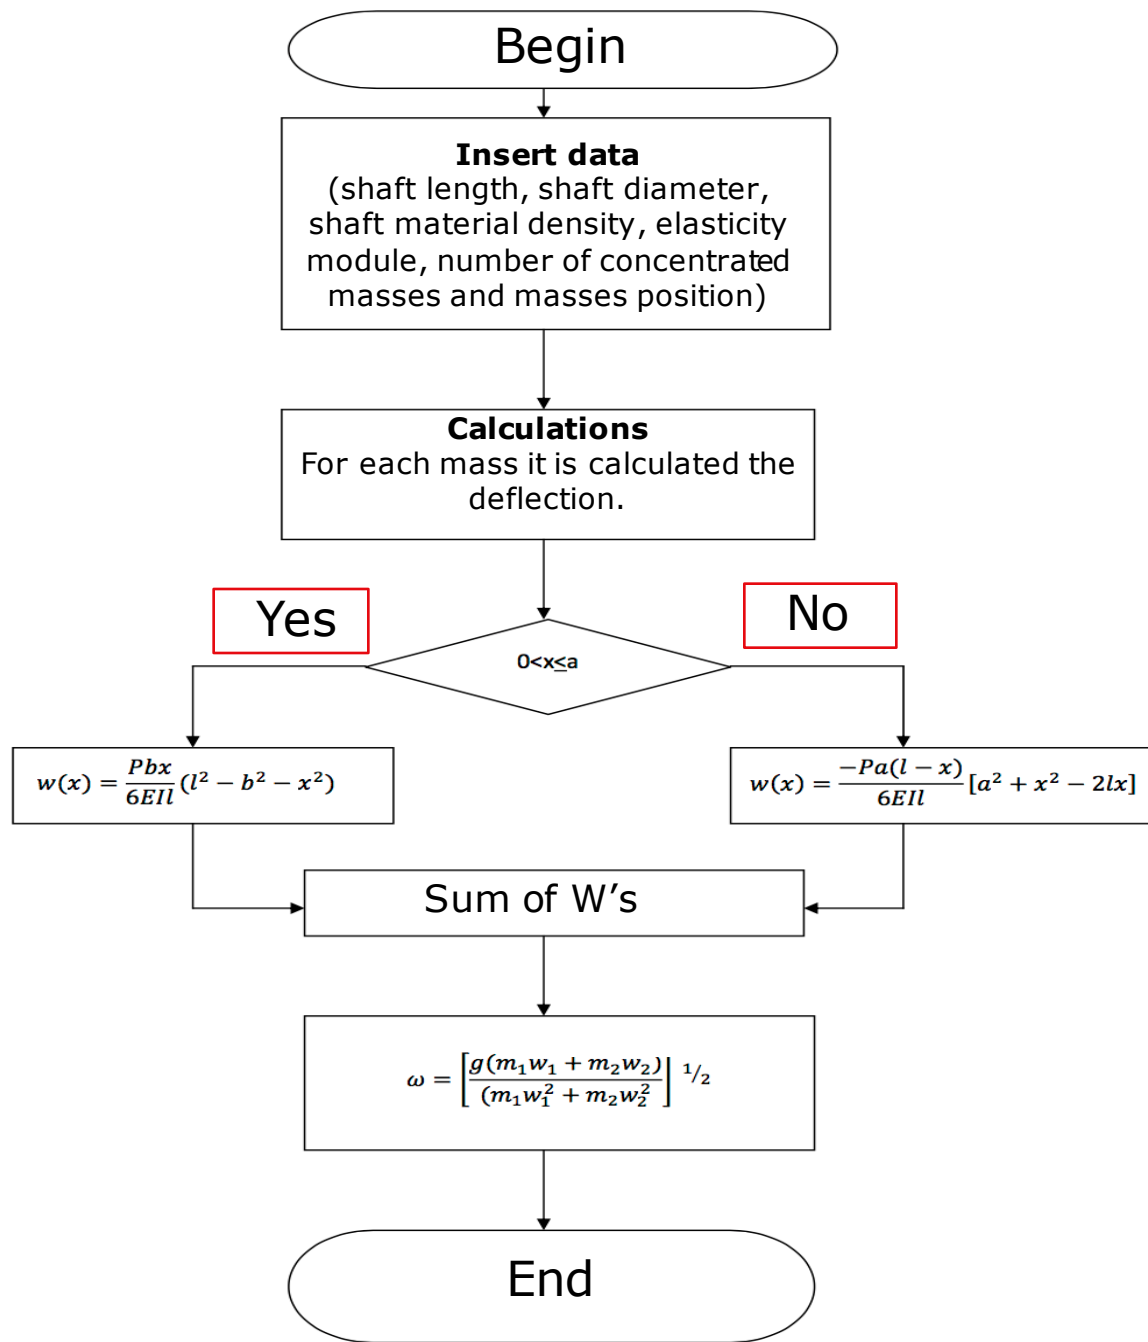 Begin
Insert data
(shaft length, shaft diameter,
shaft material density, elasticity
module, number of concentrated
masses and masses position)
Calculations
For each mass it is calculated the
deflection.
Yes
No
0<x≤a
w(x) = Pbx/6EIl (l² − b² − x²)
w(x) = −Pa(l − x)/6EIl [a² + x² − 2lx]
Sum of W's
ω = [g(m₁w₁ + m₂w₂)/(m₁w₁² + m₂w₂²] ¹/²
End